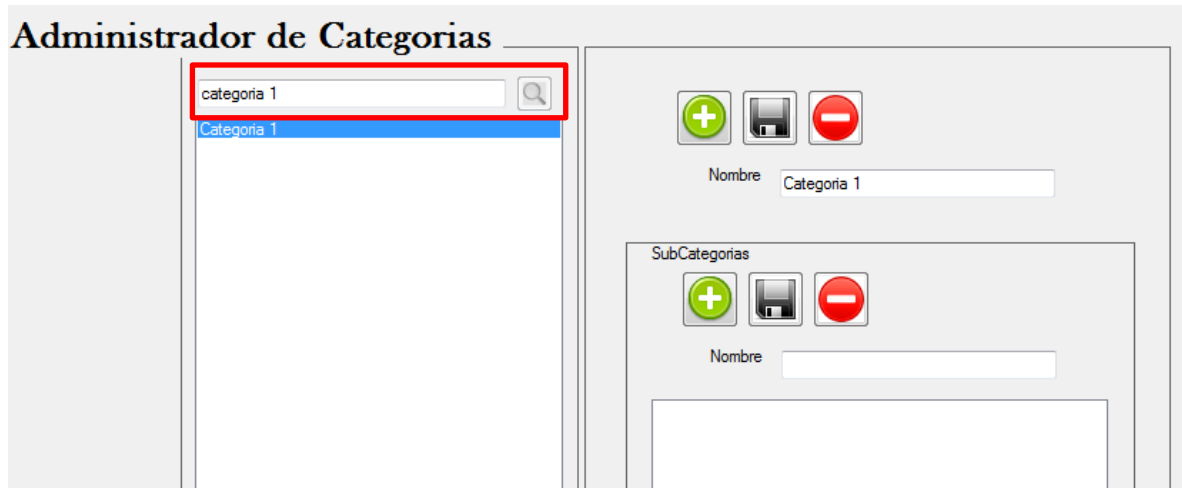 Administrador de Categorias
categoria 1
Categoria 1
Nombre
Categoria 1
SubCategorias
Nombre